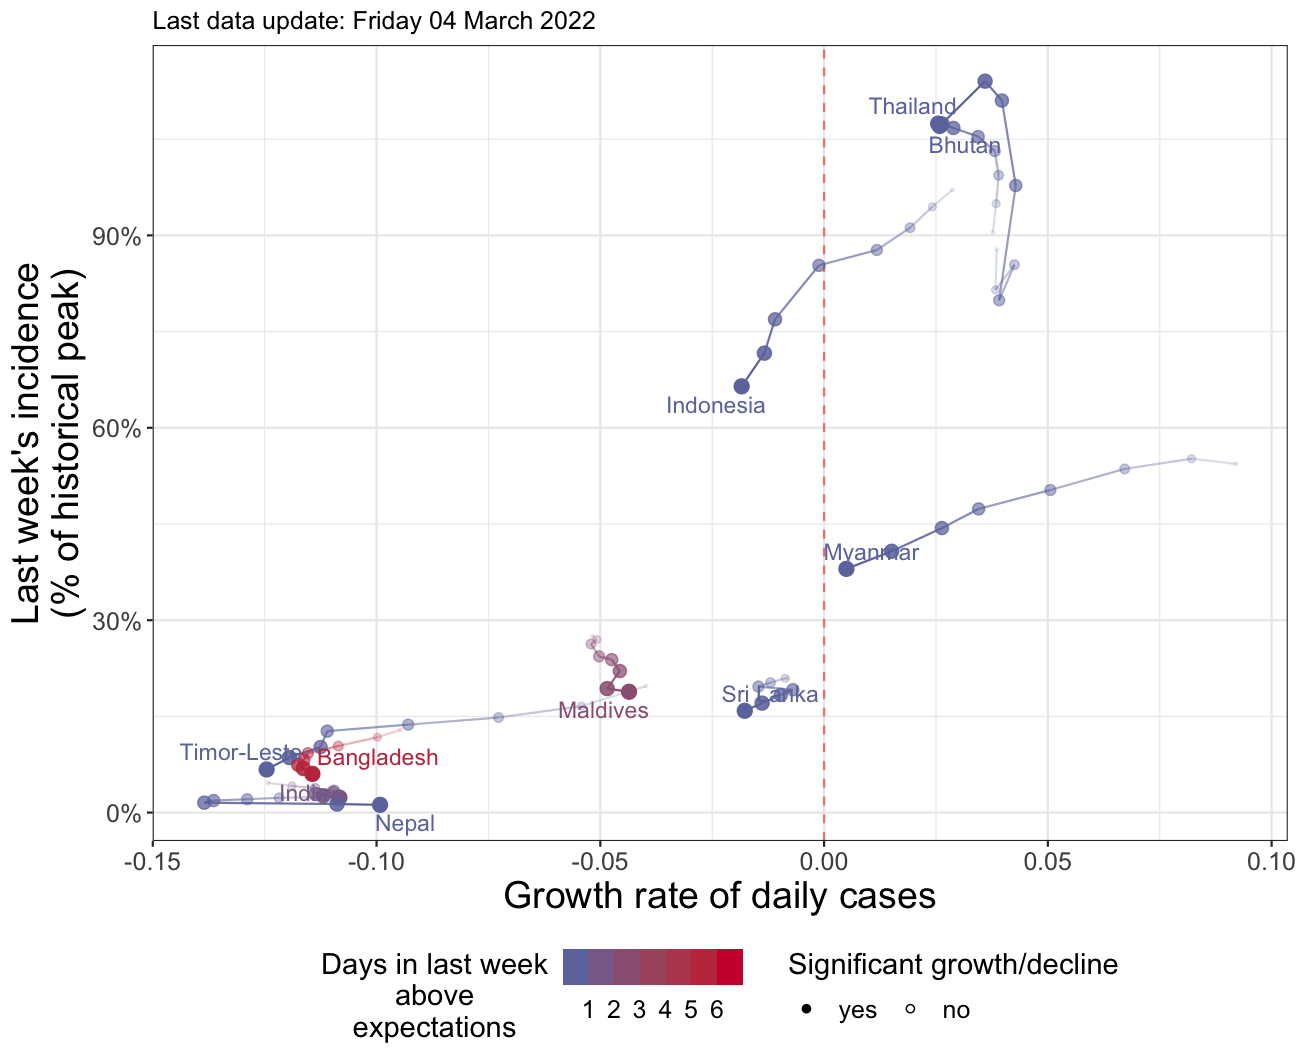 Last data update: Friday 04 March 2022
Thailand
Bhutan
Indonesia
Myanmar
Sri Lanka
Maldives
Timor-Leste
Bangladesh
India
Nepal
90%
60%
30%
0%
Last week's incidence
(% of historical peak)
-0.15
-0.10
-0.05
0.00
0.05
0.10
Growth rate of daily cases
Days in last week
above
expectations
1 2 3 4 5 6
Significant growth/decline
yes
no